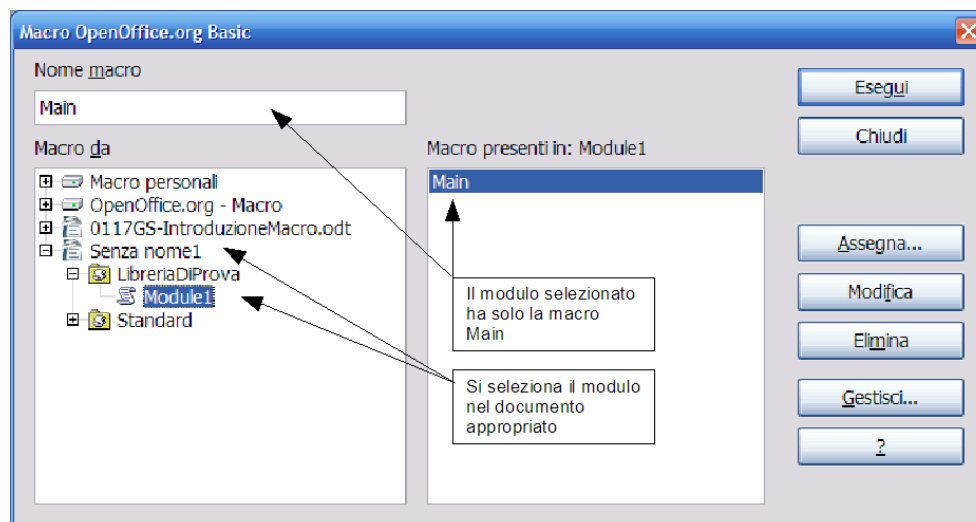 Macro OpenOffice.org Basic
Nome macro
Main
Macro da
Macro personali
OpenOffice.org - Macro
0117GS-IntroduzioneMacro.odt
Senza nome1
LibreriaDiProva
Module1
Standard
Macro presenti in: Module1
Main
Il modulo selezionato
ha solo la macro
Main
Si seleziona il modulo
nel documento
appropriato
Esegui
Chiudi
Assegna...
Modifica
Elimina
Gestisci...
?